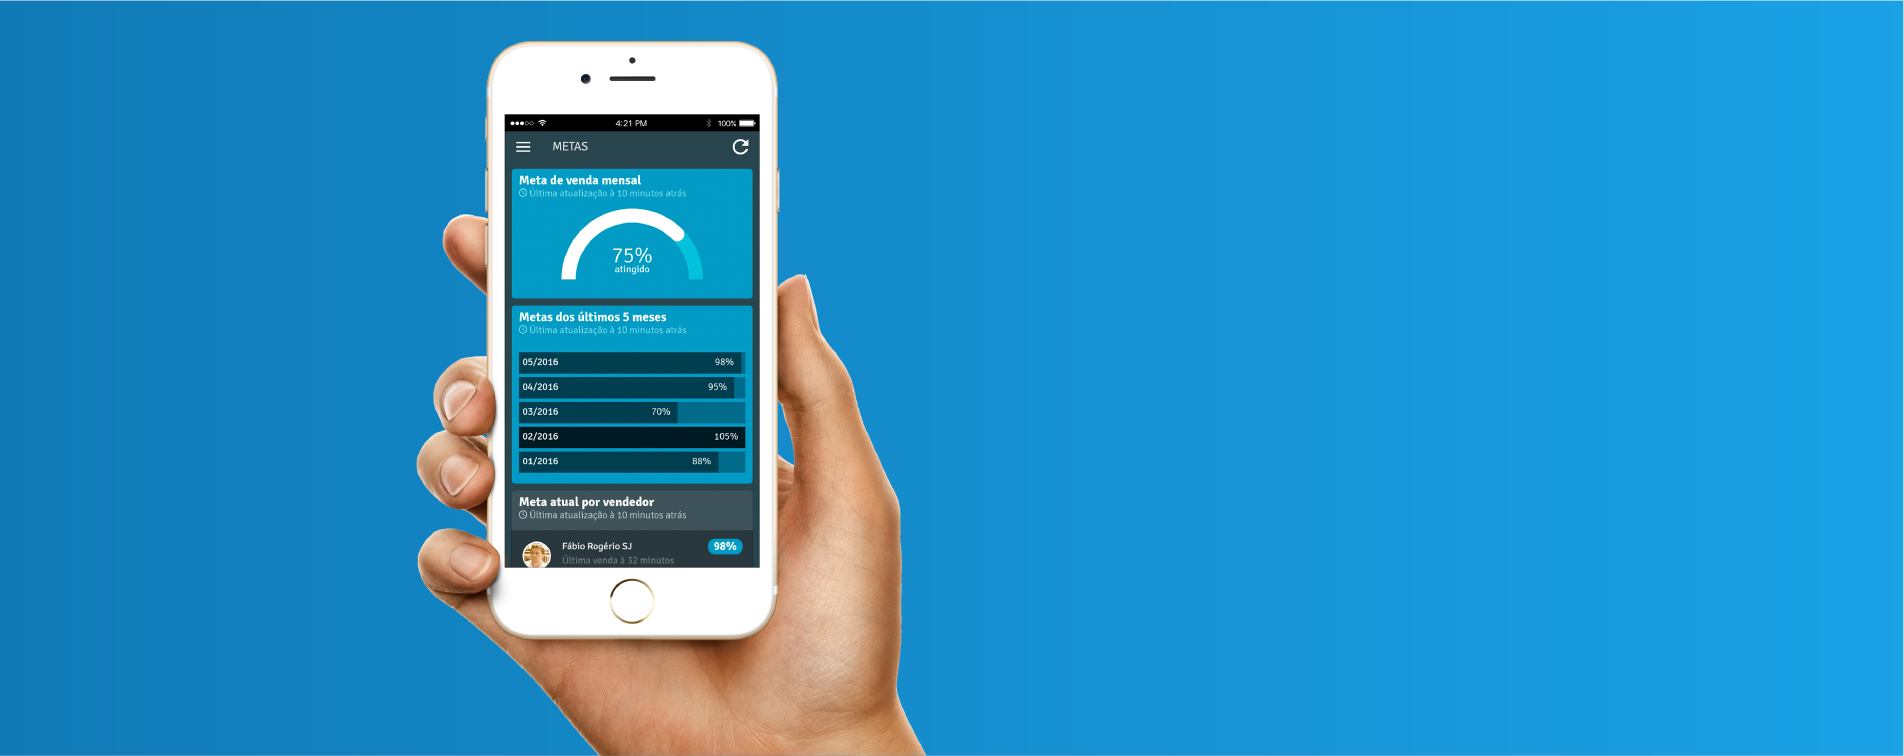 4:21 PM 100%
METAS
Meta de venda mensal
Última atualização à 10 minutos atrás
75%
atingido
Metas dos últimos 5 meses
Última atualização à 10 minutos atrás
05/2016 98%
04/2016 95%
03/2016 70%
02/2016 105%
01/2016 88%
Meta atual por vendedor
Última atualização à 10 minutos atrás
Fábio Rogério SJ 98%
Última venda à 32 minutos